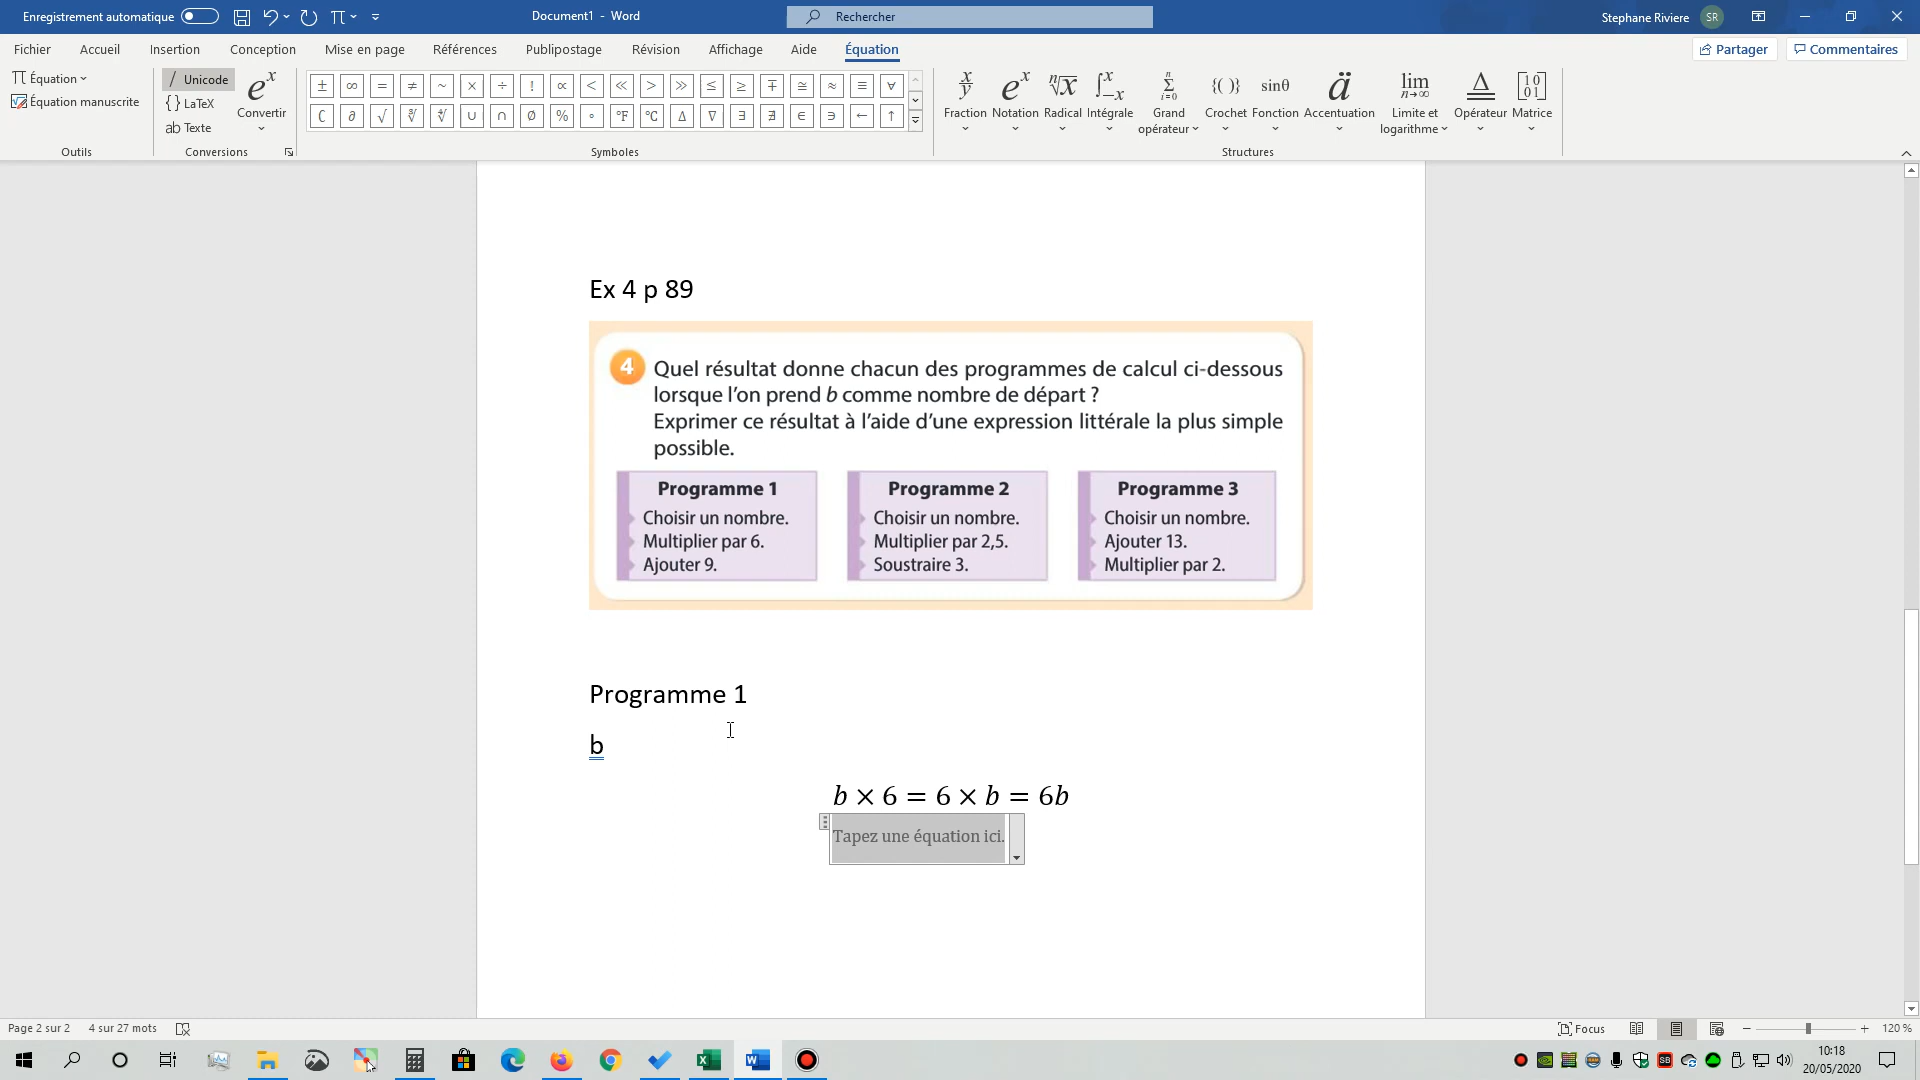 Enregistrement automatique
Document1 - Word
Rechercher
Stephane Riviere SR
Fichier Accueil Insertion Conception Mise en page Références Publipostage Révision Affichage Aide Équation
Partager Commentaires
π Équation
Équation manuscrite
Outils
/ Unicode
{} LaTeX
ab Texte
eˣ
Convertir
Conversions
± ∞ = ≠ ~ × ÷ ! ∝ < ≪ > ≫ ≤ ≥ ∓ ≅ ≈ ≡ ∀
∁ ∂ √ ∛ ∜ ∪ ∩ ∅ % ° °F °C ∆ ∇ ∃ ∄ ∈ ∋ ← ↑
Symboles
Fraction Notation Radical Intégrale Grand opérateur Crochet Fonction Accentuation Limite et logarithme Opérateur Matrice
Structures
Ex 4 p 89
4 Quel résultat donne chacun des programmes de calcul ci-dessous
lorsque l’on prend b comme nombre de départ ?
Exprimer ce résultat à l’aide d’une expression littérale la plus simple
possible.
Programme 1
Choisir un nombre.
Multiplier par 6.
Ajouter 9.
Programme 2
Choisir un nombre.
Multiplier par 2,5.
Soustraire 3.
Programme 3
Choisir un nombre.
Ajouter 13.
Multiplier par 2.
Programme 1
b
b × 6 = 6 × b = 6b
Tapez une équation ici.
Page 2 sur 2 4 sur 27 mots
Focus
120 %
10:18
20/05/2020